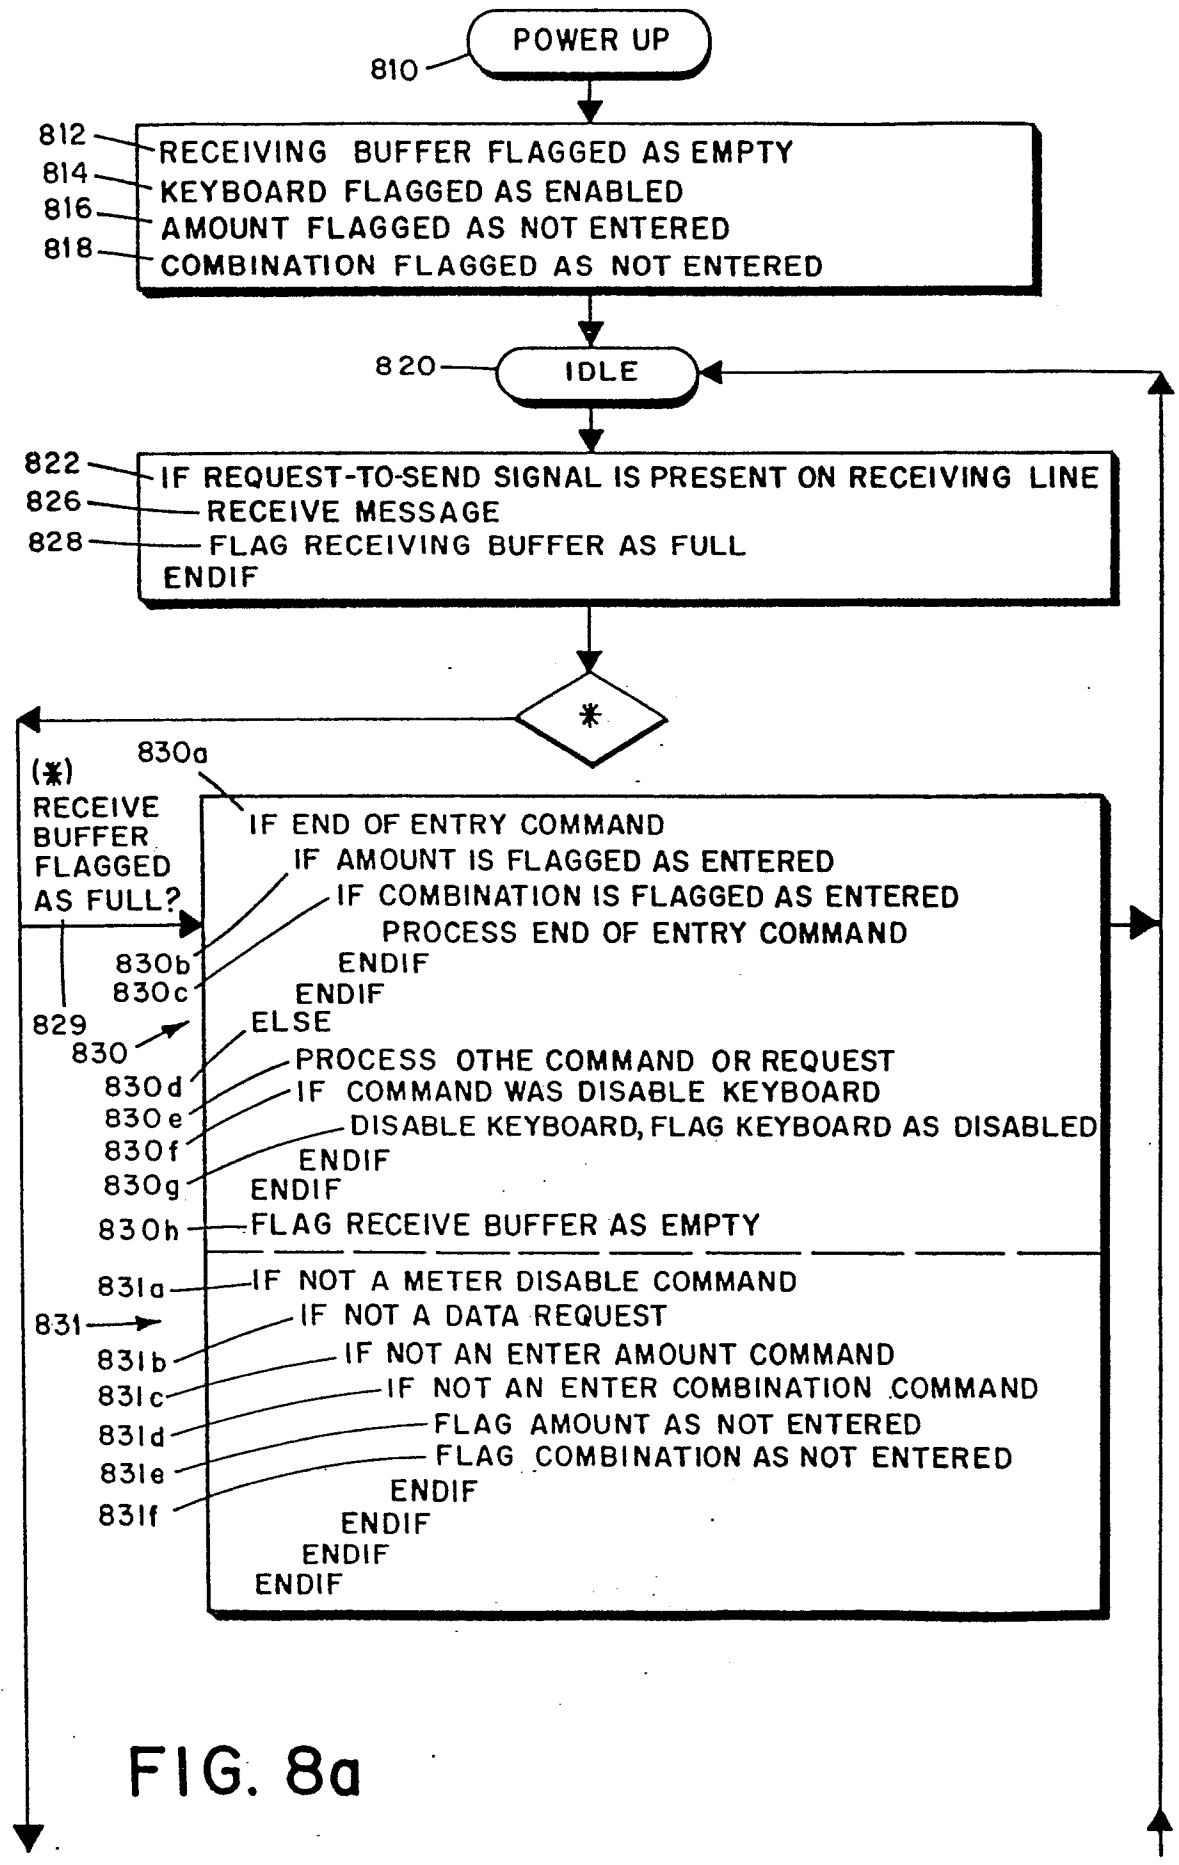 POWER UP
810
812
RECEIVING BUFFER FLAGGED AS EMPTY
814
KEYBOARD FLAGGED AS ENABLED
816
AMOUNT FLAGGED AS NOT ENTERED
818
COMBINATION FLAGGED AS NOT ENTERED
820
IDLE
822
IF REQUEST-TO-SEND SIGNAL IS PRESENT ON RECEIVING LINE
826
RECEIVE MESSAGE
828
FLAG RECEIVING BUFFER AS FULL
ENDIF
*
(*)
RECEIVE
BUFFER
FLAGGED
AS FULL?
829
830a
IF END OF ENTRY COMMAND
IF AMOUNT IS FLAGGED AS ENTERED
IF COMBINATION IS FLAGGED AS ENTERED
PROCESS END OF ENTRY COMMAND
830b
ENDIF
830c
ENDIF
830
ELSE
830d
PROCESS OTHE COMMAND OR REQUEST
830e
IF COMMAND WAS DISABLE KEYBOARD
830f
DISABLE KEYBOARD, FLAG KEYBOARD AS DISABLED
ENDIF
830g
ENDIF
830h
FLAG RECEIVE BUFFER AS EMPTY
831a
IF NOT A METER DISABLE COMMAND
831
IF NOT A DATA REQUEST
831b
IF NOT AN ENTER AMOUNT COMMAND
831c
IF NOT AN ENTER COMBINATION COMMAND
831d
FLAG AMOUNT AS NOT ENTERED
831e
FLAG COMBINATION AS NOT ENTERED
831f
ENDIF
ENDIF
ENDIF
ENDIF
FIG. 8a